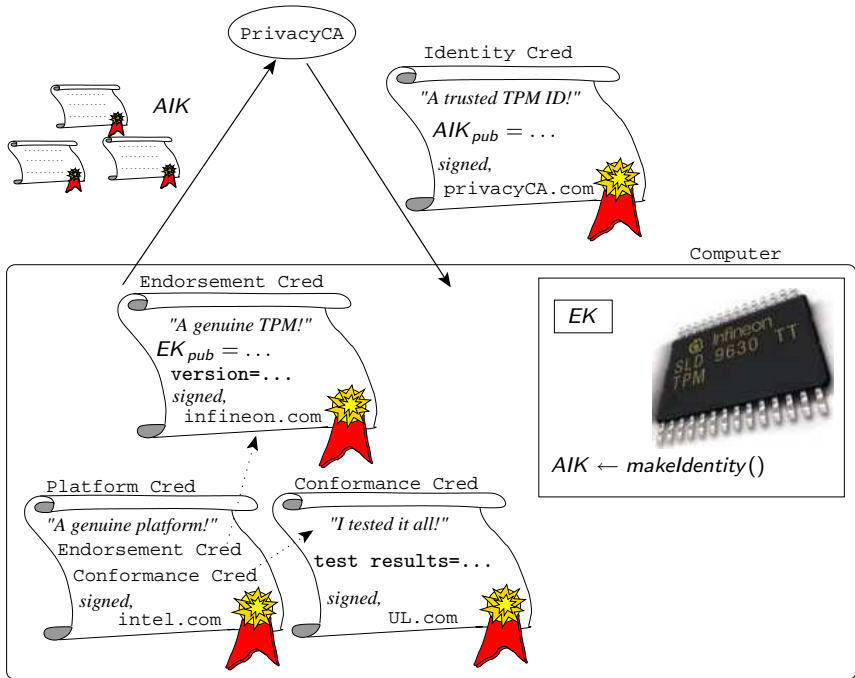 PrivacyCA
Identity Cred
"A trusted TPM ID!"
AIK
AIKpub = ...
signed,
privacyCA.com
Computer
Endorsement Cred
"A genuine TPM!"
EKpub = ...
version=...
signed,
infineon.com
EK
Infineon
SLD 9630 TT
TPM
AIK ← makeIdentity()
Platform Cred
"A genuine platform!"
Endorsement Cred
Conformance Cred
signed,
intel.com
Conformance Cred
"I tested it all!"
test results=...
signed,
UL.com